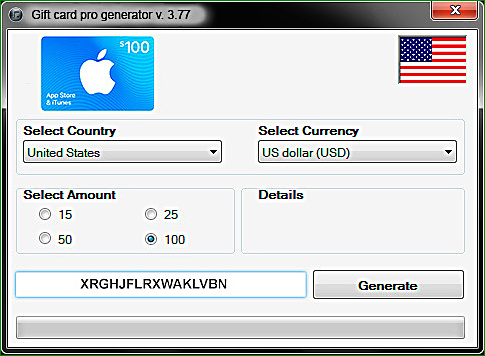 Gift card pro generator v. 3.77
$100
App Store
& iTunes
Select Country
United States
Select Currency
US dollar (USD)
Select Amount
15
25
50
100
Details
XRGHJFLRXWAKLVBN
Generate